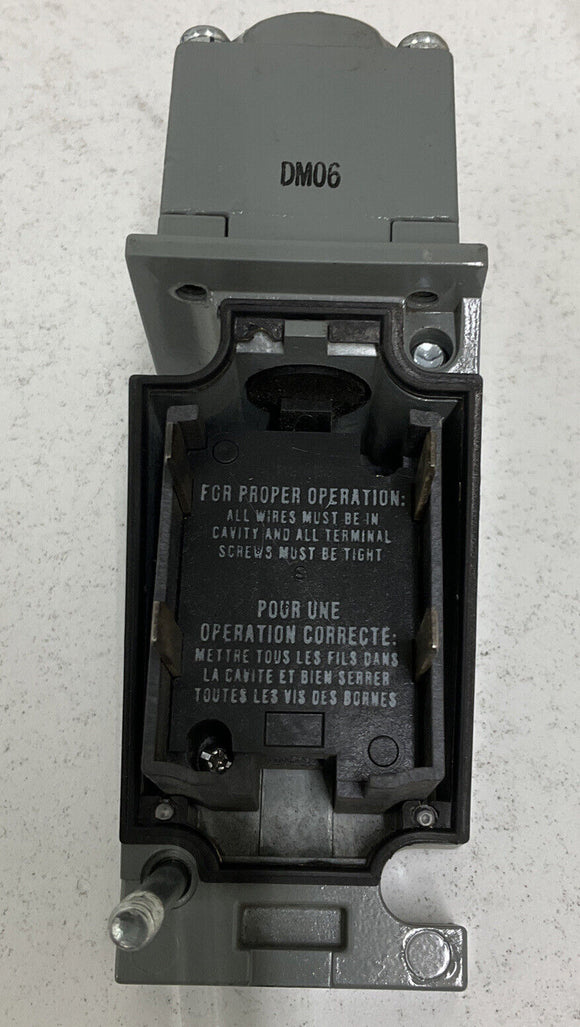 DM06
FOR PROPER OPERATION:
ALL WIRES MUST BE IN
CAVITY AND ALL TERMINAL
SCREWS MUST BE TIGHT
S
POUR UNE
OPERATION CORRECTE:
METTRE TOUS LES FILS DANS
LA CAVITE ET BIEN SERRER
TOUTES LES VIS DES BORNES